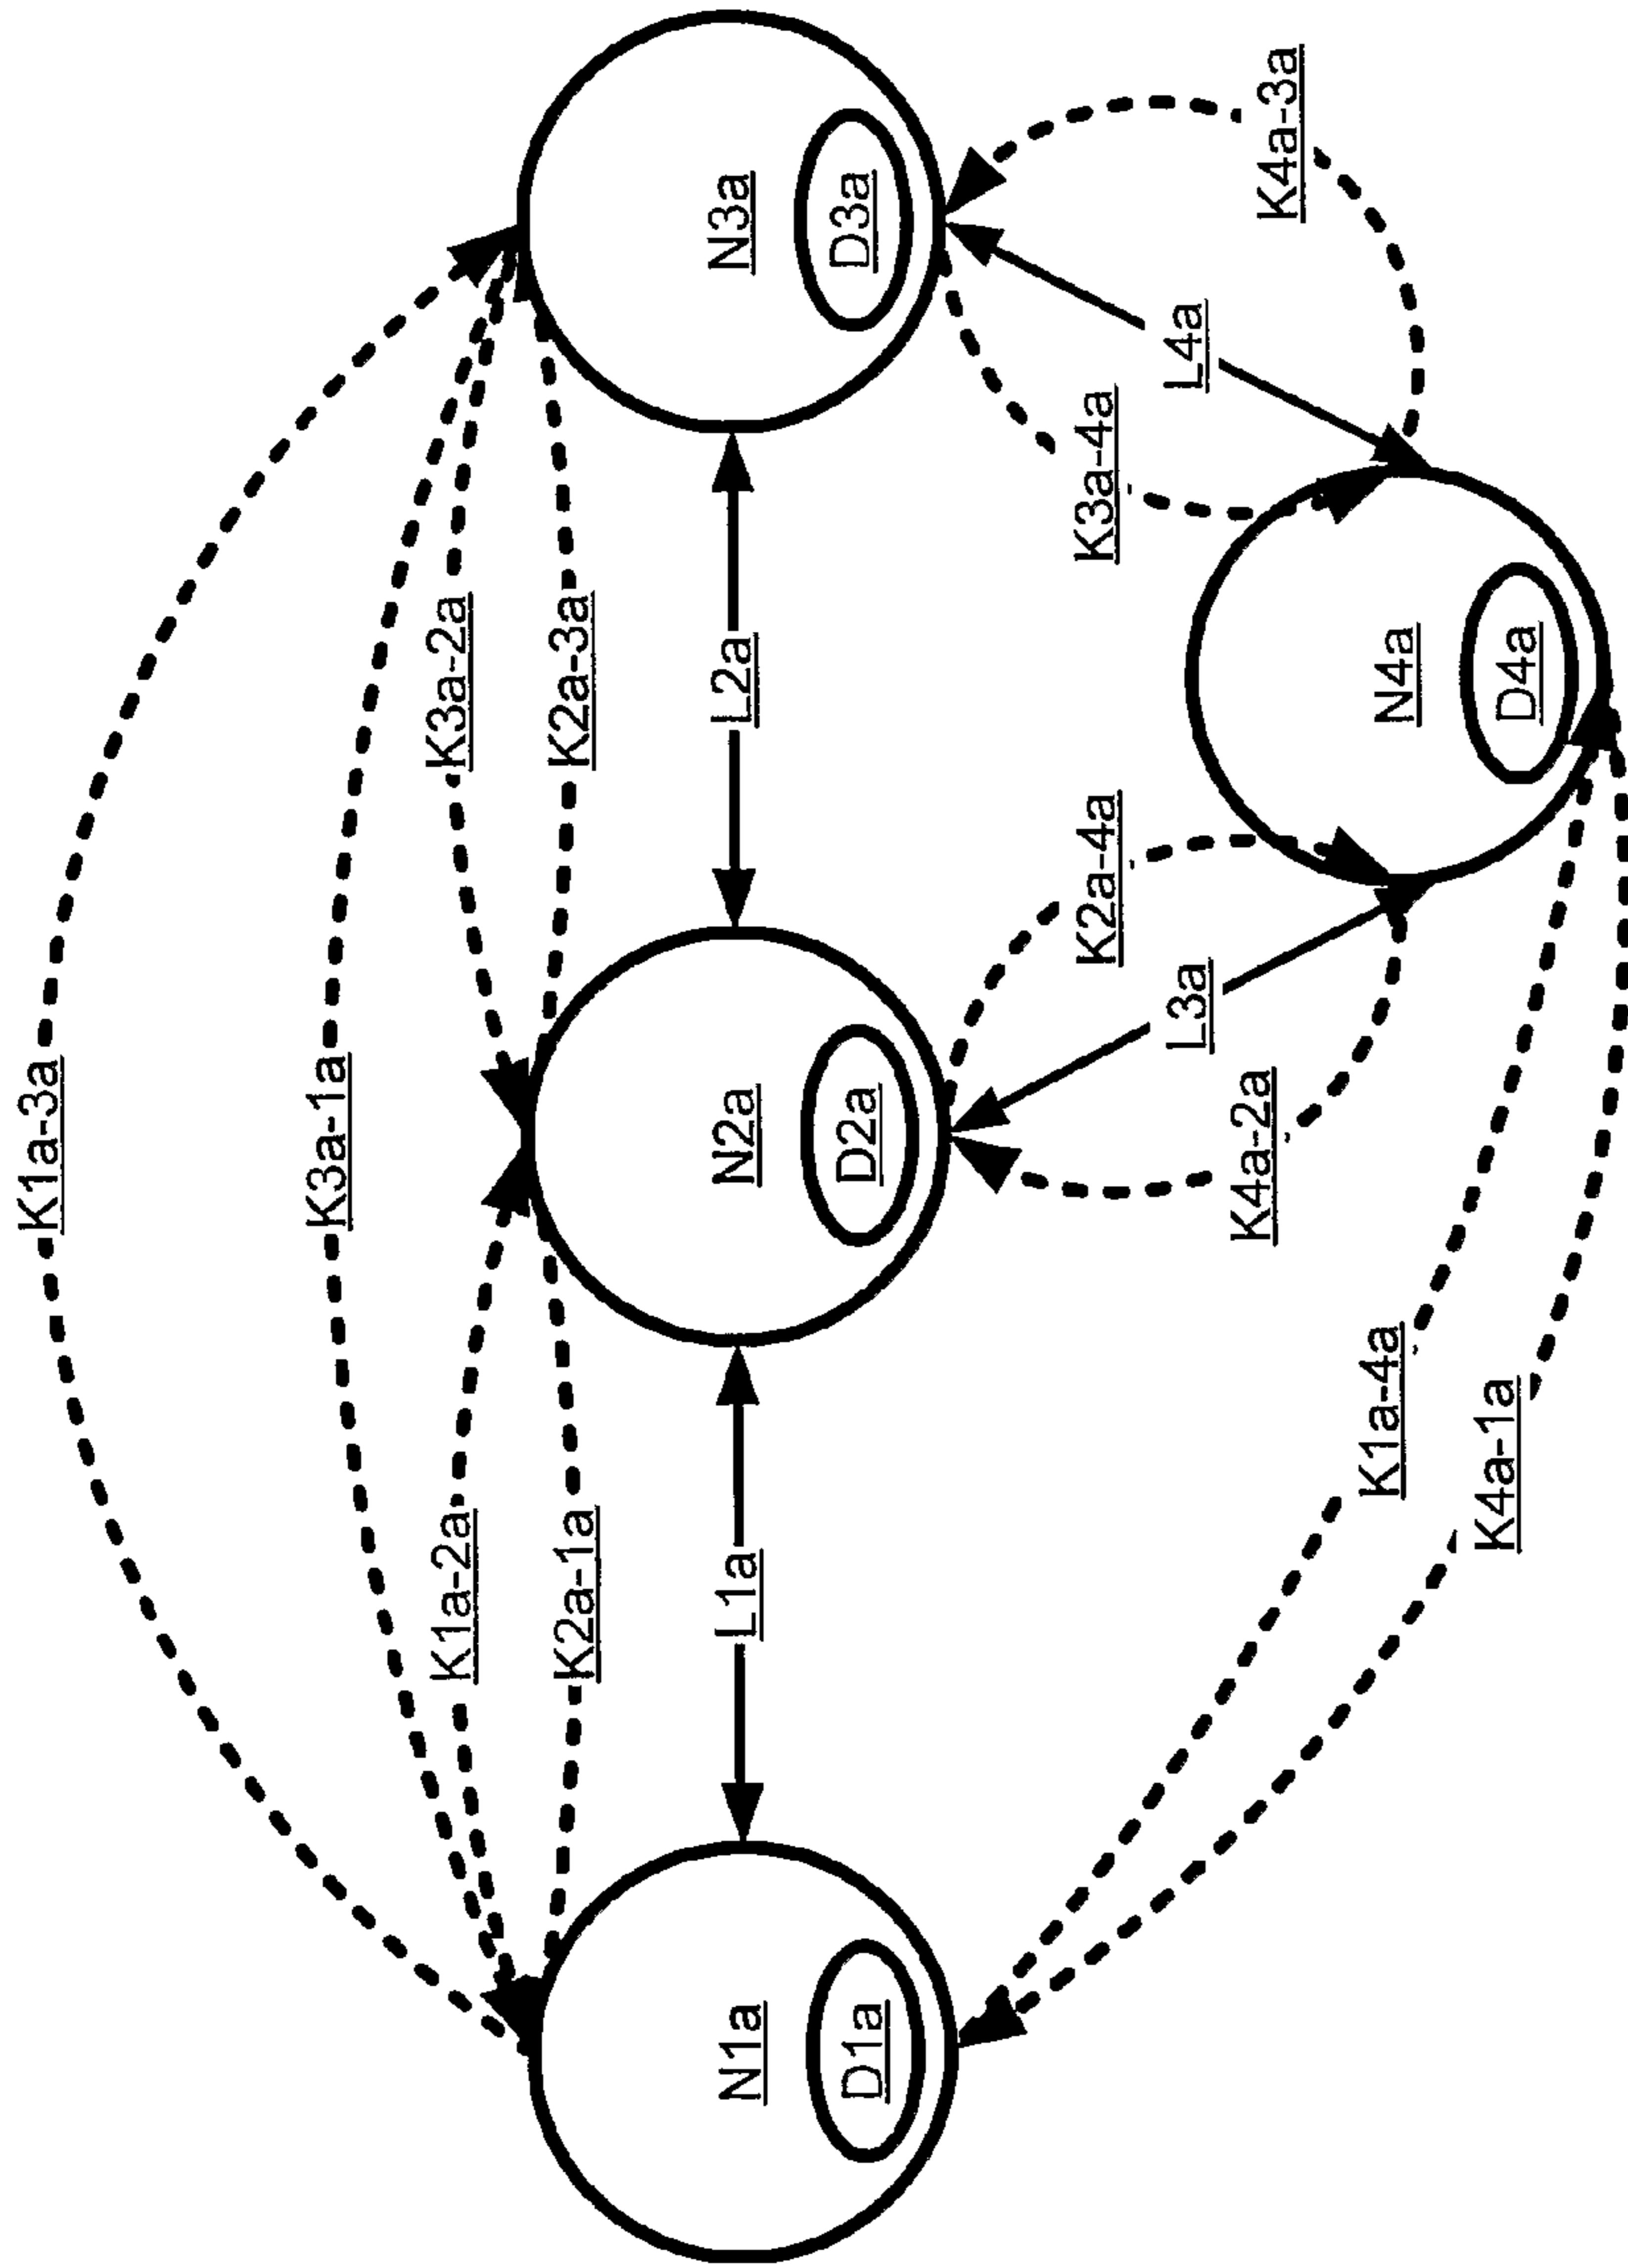 K1a-3a
K3a-1a
K1a-2a
K3a-2a
K2a-1a
K2a-3a
N1a
L1a
N2a
L2a
N3a
D1a
D2a
D3a
K2a-4a
K3a-4a
L3a
L4a
K4a-2a
K4a-3a
K1a-4a
N4a
K4a-1a
D4a